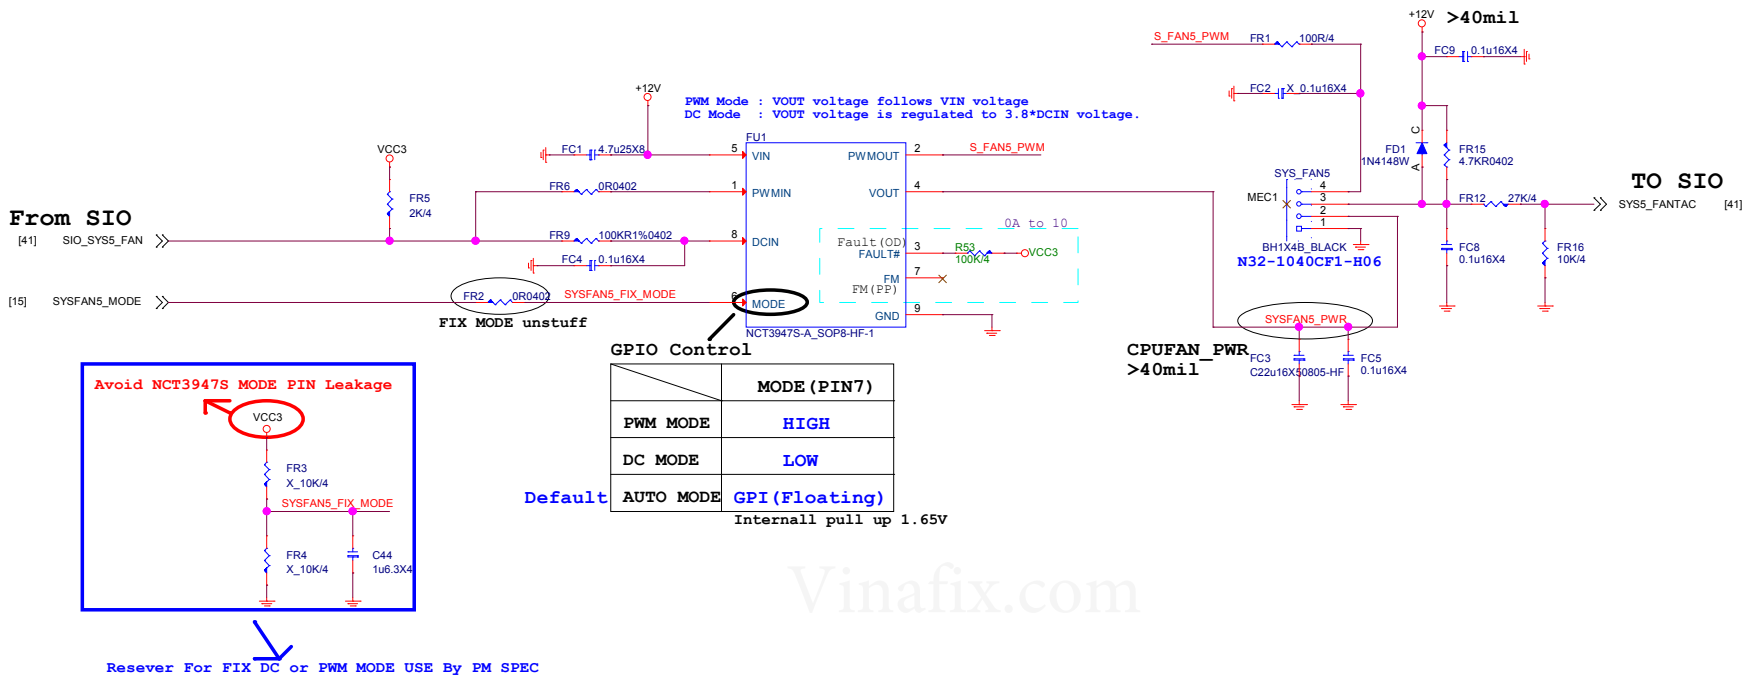 +12V >40mil
S_FAN5_PWM FR1 100R/4
FC9 0.1u16X4
+12V
FC2 X_0.1u16X4
PWM Mode : VOUT voltage follows VIN voltage
DC Mode : VOUT voltage is regulated to 3.8*DCIN voltage.
FU1
VCC3
FC1 4.7u25X8 5 VIN PWMOUT 2 S_FAN5_PWM
C
FD1
1N4148W
A
FR15
4.7KR0402
FR6 0R0402 1 PWMIN VOUT 4
SYS_FAN5
MEC1
4
3
2
1
FR5
2K/4
From SIO
[41] SIO_SYS5_FAN
FR9 100KR1%0402 8 DCIN
FR12 27K/4
TO SIO
SYS5_FANTAC [41]
0A to 10
Fault(OD)
FAULT# 3 R53
100K/4
VCC3
FC4 0.1u16X4
FM 7
FM(PP)
BH1X4B_BLACK
N32-1040CF1-H06
FC8
0.1u16X4
FR16
10K/4
[15] SYSFAN5_MODE
FR2 0R0402 SYSFAN5_FIX_MODE 6 MODE
FIX MODE unstuff
GND 9
NCT3947S-A_SOP8-HF-1
SYSFAN5_PWR
CPUFAN_PWR
>40mil
FC3
C22u16X50805-HF
FC5
0.1u16X4
GPIO Control
MODE(PIN7)
PWM MODE HIGH
DC MODE LOW
Default AUTO MODE GPI(Floating)
Internall pull up 1.65V
Avoid NCT3947S MODE PIN Leakage
VCC3
FR3
X_10K/4
SYSFAN5_FIX_MODE
FR4
X_10K/4
C44
1u6.3X4
Vinafix.com
Resever For FIX DC or PWM MODE USE By PM SPEC